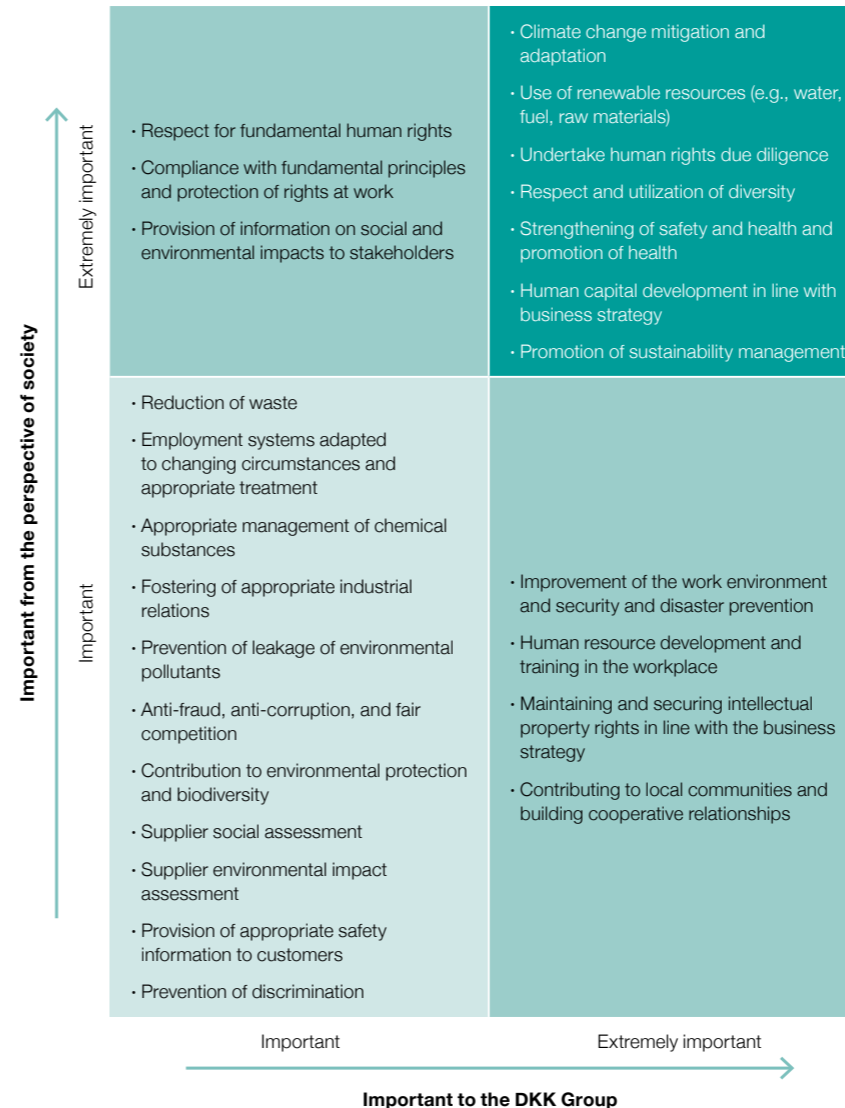 Important from the perspective of society
Extremely important
Important
· Respect for fundamental human rights
· Compliance with fundamental principles
and protection of rights at work
· Provision of information on social and
environmental impacts to stakeholders
· Climate change mitigation and
adaptation
· Use of renewable resources (e.g., water,
fuel, raw materials)
· Undertake human rights due diligence
· Respect and utilization of diversity
· Strengthening of safety and health and
promotion of health
· Human capital development in line with
business strategy
· Promotion of sustainability management
· Reduction of waste
· Employment systems adapted
to changing circumstances and
appropriate treatment
· Appropriate management of chemical
substances
· Fostering of appropriate industrial
relations
· Prevention of leakage of environmental
pollutants
· Anti-fraud, anti-corruption, and fair
competition
· Contribution to environmental protection
and biodiversity
· Supplier social assessment
· Supplier environmental impact
assessment
· Provision of appropriate safety
information to customers
· Prevention of discrimination
· Improvement of the work environment
and security and disaster prevention
· Human resource development and
training in the workplace
· Maintaining and securing intellectual
property rights in line with the business
strategy
· Contributing to local communities and
building cooperative relationships
Important
Extremely important
Important to the DKK Group